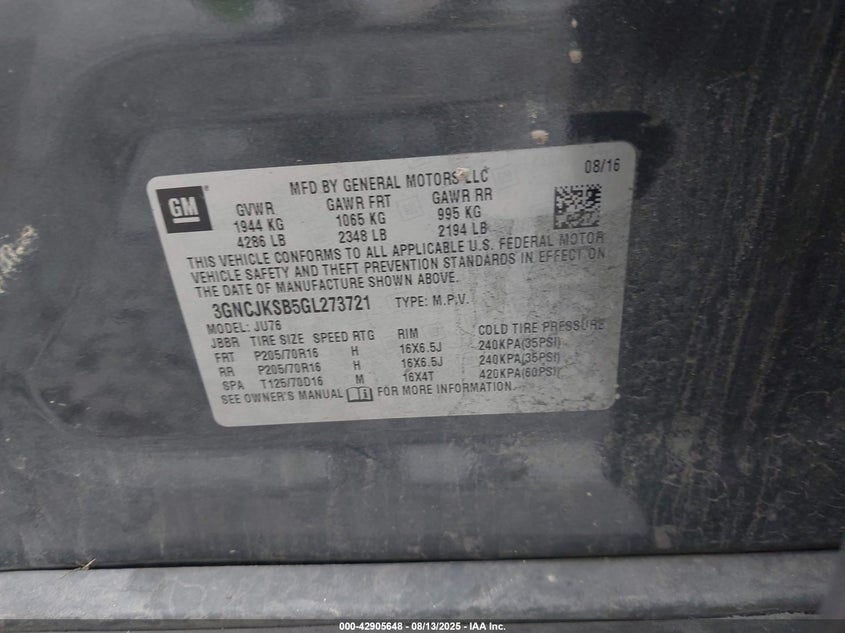 GM
MFD BY GENERAL MOTORS LLC
08/16
GVWR GAWR FRT GAWR RR
1944 KG 1065 KG 995 KG
4286 LB 2348 LB 2194 LB
THIS VEHICLE CONFORMS TO ALL APPLICABLE U.S. FEDERAL MOTOR
VEHICLE SAFETY AND THEFT PREVENTION STANDARDS IN EFFECT ON
THE DATE OF MANUFACTURE SHOWN ABOVE.
3GNCJKSB5GL273721 TYPE: M.P.V.
MODEL: JU76
JBBR TIRE SIZE SPEED RTG RIM COLD TIRE PRESSURE
FRT P205/70R16 H 16X6.5J 240KPA(35PSI)
RR P205/70R16 H 16X6.5J 240KPA(35PSI)
SPA T125/70D16 M 16X4T 420KPA(60PSI)
SEE OWNER'S MANUAL FOR MORE INFORMATION.
000-42905648 - 08/13/2025 - IAA Inc.